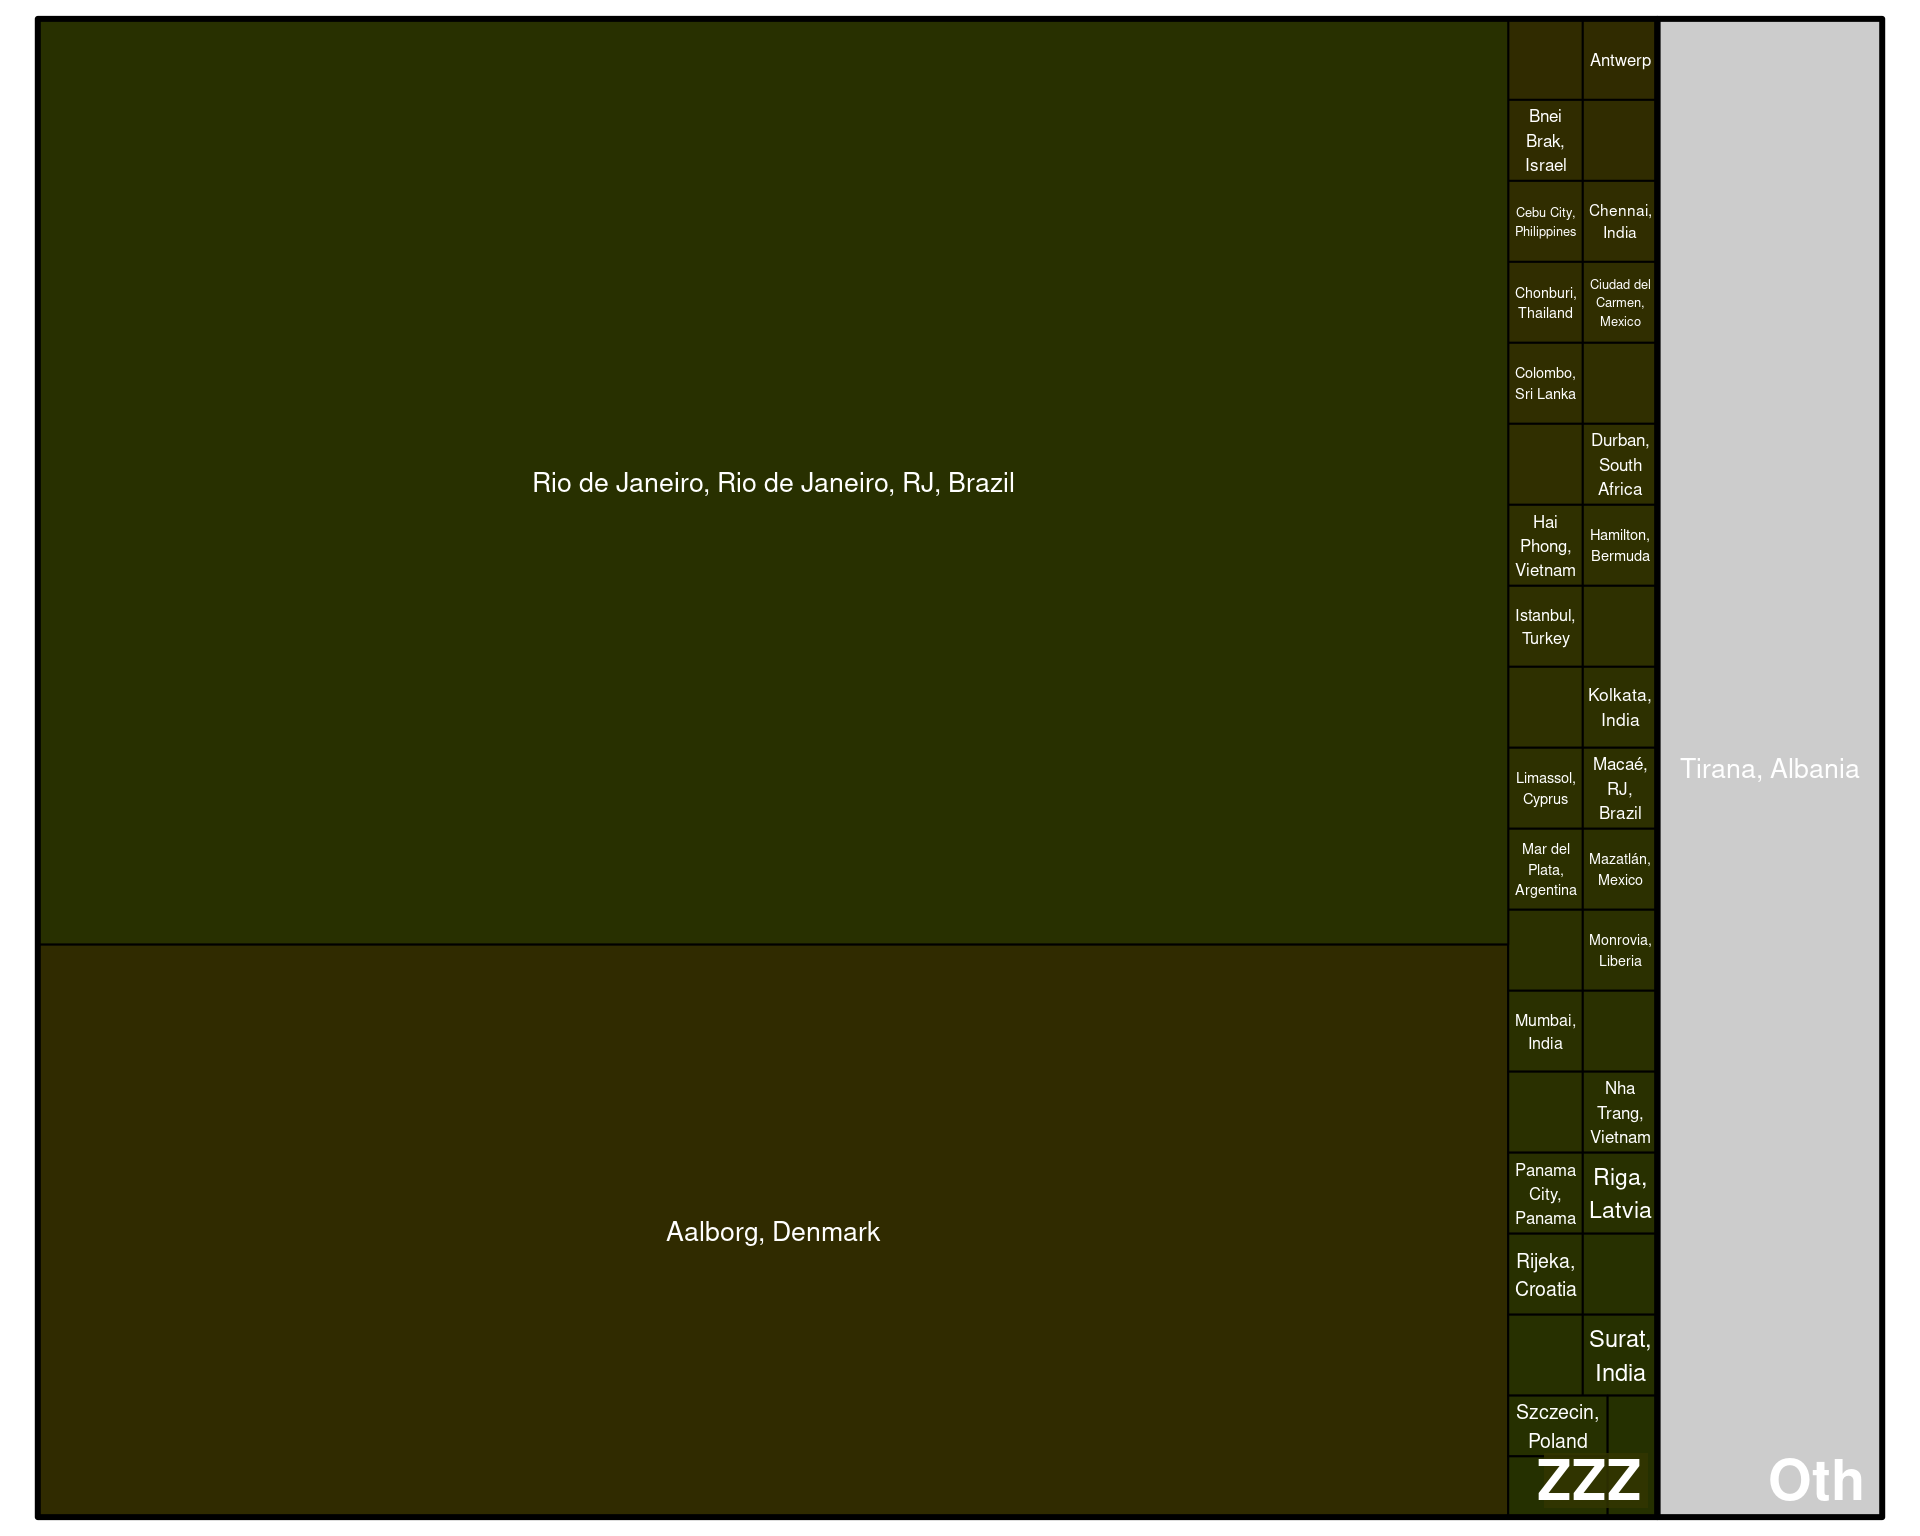 Rio de Janeiro, Rio de Janeiro, RJ, Brazil
Aalborg, Denmark
Antwerp
Bnei
Brak,
Israel
Cebu City,
Philippines
Chennai,
India
Chonburi,
Thailand
Ciudad del
Carmen,
Mexico
Colombo,
Sri Lanka
Durban,
South
Africa
Hai
Phong,
Vietnam
Hamilton,
Bermuda
Istanbul,
Turkey
Kolkata,
India
Limassol,
Cyprus
Macaé,
RJ,
Brazil
Mar del
Plata,
Argentina
Mazatlán,
Mexico
Monrovia,
Liberia
Mumbai,
India
Nha
Trang,
Vietnam
Panama
City,
Panama
Riga,
Latvia
Rijeka,
Croatia
Surat,
India
Szczecin,
Poland
ZZZ
Tirana, Albania
Oth